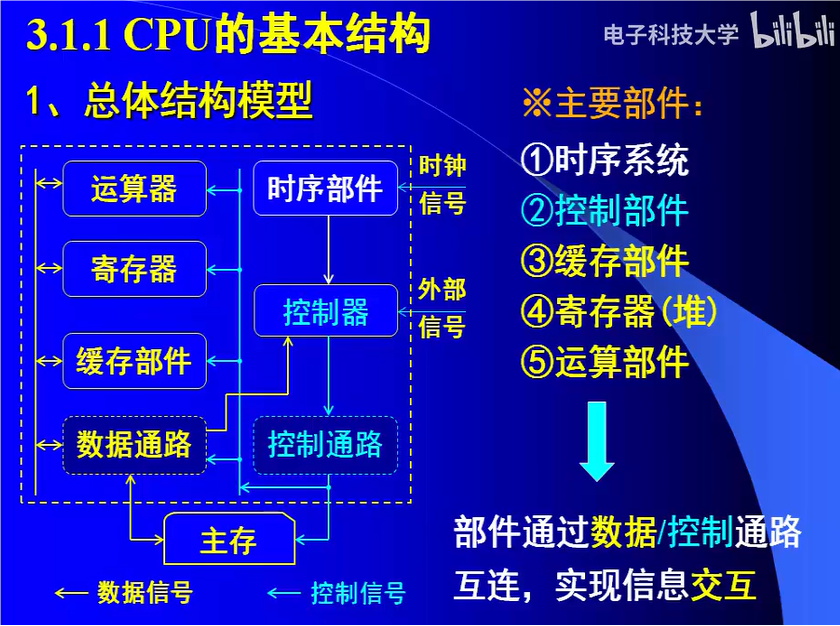 3.1.1 CPU的基本结构
电子科技大学 bilibili
1、总体结构模型
运算器
寄存器
缓存部件
数据通路
时序部件
控制器
控制通路
时钟
信号
外部
信号
主存
数据信号
控制信号
※主要部件：
①时序系统
②控制部件
③缓存部件
④寄存器(堆)
⑤运算部件
部件通过数据/控制通路
互连，实现信息交互